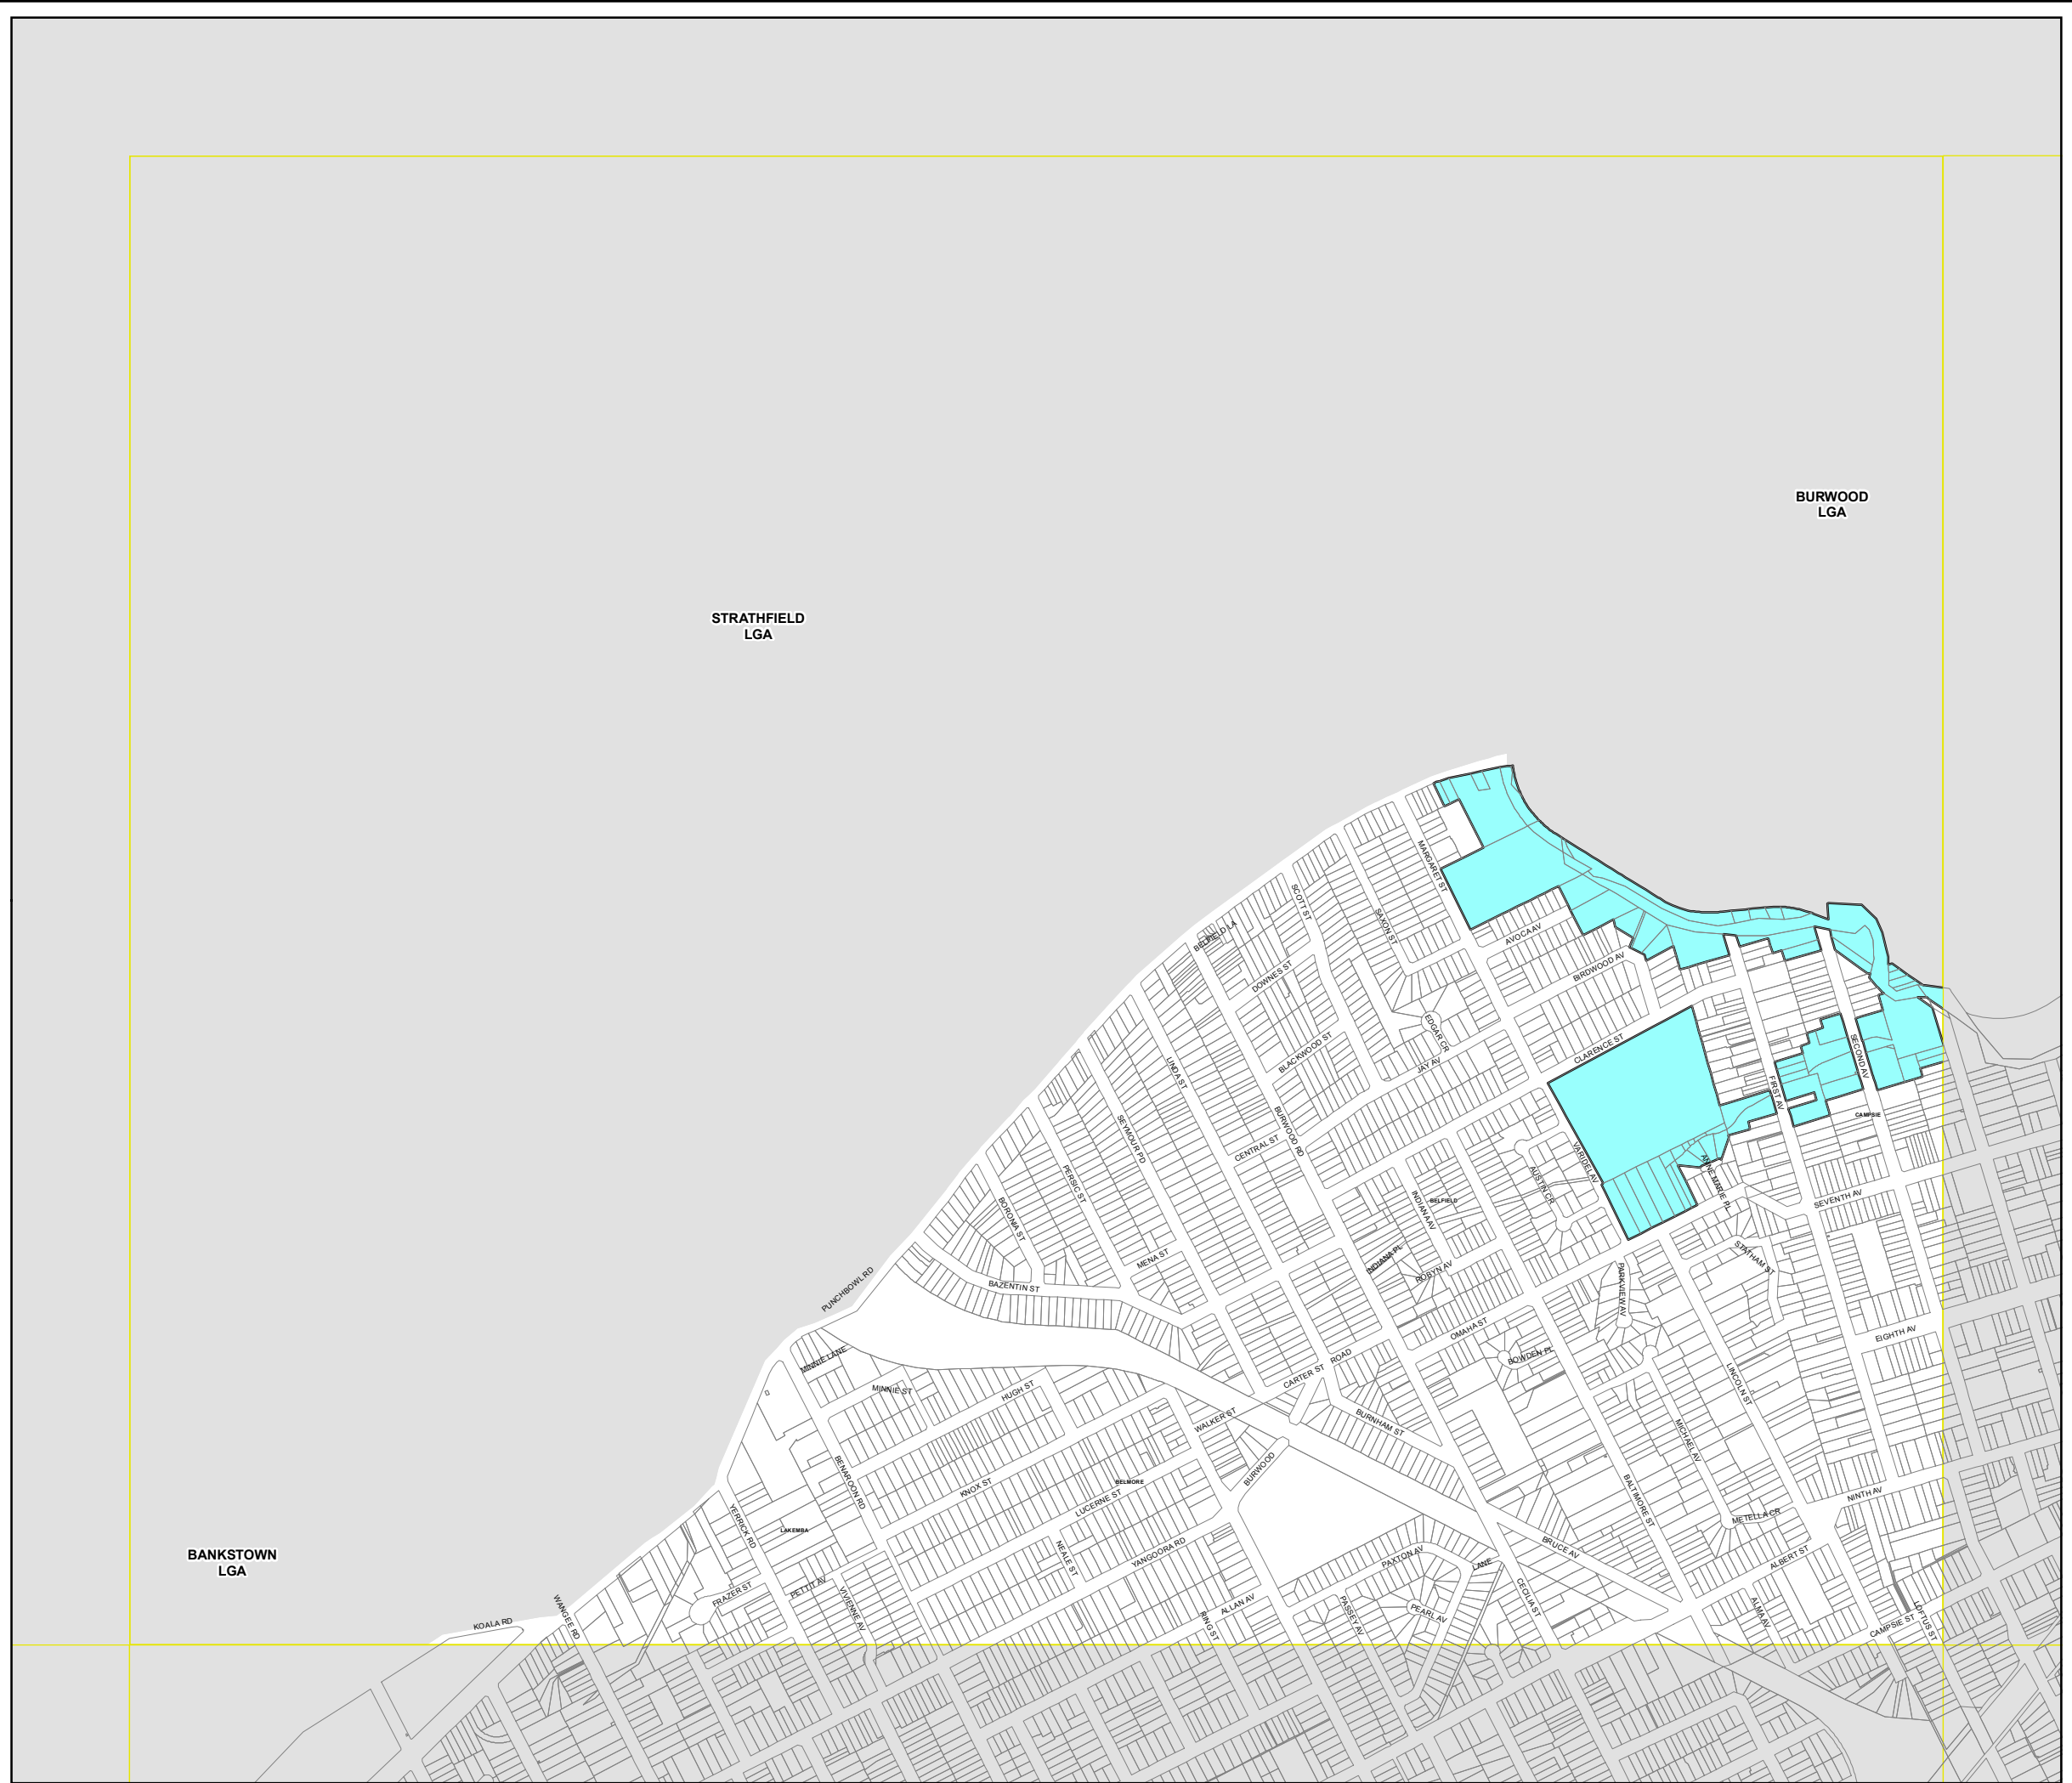 BURWOOD
LGA
STRATHFIELD
LGA
BANKSTOWN
LGA
MARGARET ST
SCOTT ST
SAXON ST
BELFIELD LA
AVOCA AV
BIRDWOOD AV
DOWNES ST
EDGAR CR
BLACKWOOD ST
JAY AV
CLARENCE ST
SECOND AV
LINDA ST
FIRST AV
CAMPSIE
SEYMOUR PD
BURWOOD RD
CENTRAL ST
VARIDEL AV
PERSIC ST
AUSTIN CR
ANNE MARIE PL
INDIANA AV
BELFIELD
SEVENTH AV
BORONIA ST
MENA ST
INDIANA PL
ROBYN AV
STATHAM ST
PUNCHBOWL RD
BAZENTIN ST
PARKVIEW AV
OMAHA ST
EIGHTH AV
MINNIE LANE
BOWDEN PL
CARTER ST
ROAD
MINNIE ST
HUGH ST
LINCOLN ST
WALKER ST
BURNHAM ST
MICHAEL AV
BENAROON RD
KNOX ST
BELMORE
BURWOOD
BALTIMORE ST
LUCERNE ST
NINTH AV
YERRICK RD
LAKEMBA
METELLA CR
NEALE ST
YANGOORA RD
PAXTON AV
LANE
BRUCE AV
ALBERT ST
FRAZER ST
PETTIT AV
VIVIENNE AV
WANGEE RD
KOALA RD
RING ST
ALLAN AV
PASSEY AV
PEARL AV
CECILIA ST
ALMA AV
CAMPSIE ST
LOFTUS ST